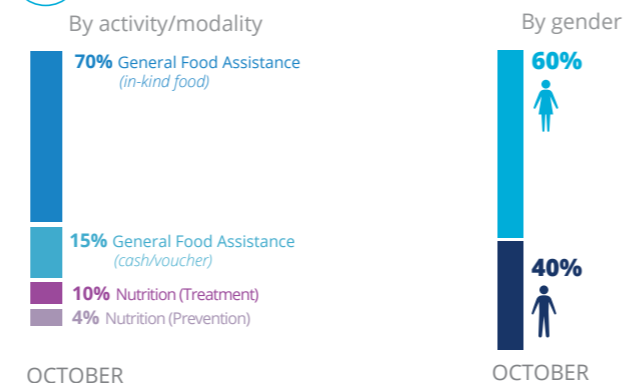 By activity/modality
70% General Food Assistance
(in-kind food)
15% General Food Assistance
(cash/voucher)
10% Nutrition (Treatment)
4% Nutrition (Prevention)
OCTOBER
By gender
60%
40%
OCTOBER